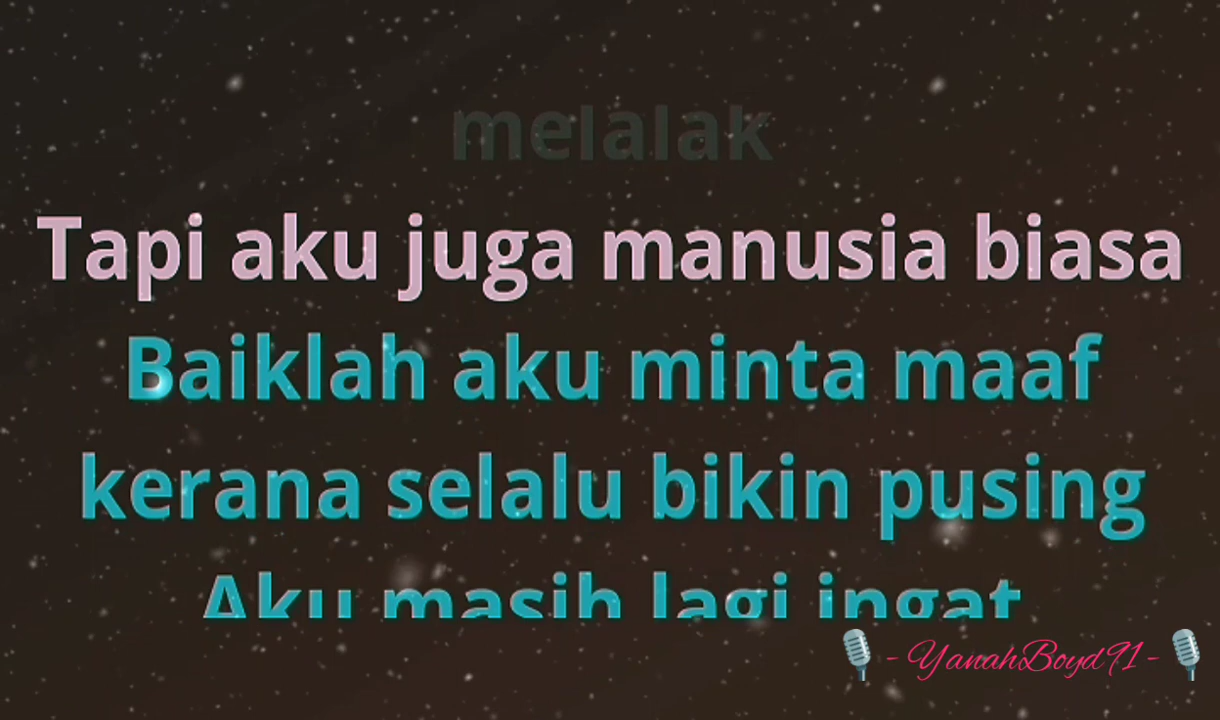 melalak
Tapi aku juga manusia biasa
Baiklah aku minta maaf
kerana selalu bikin pusing
Aku masih lagi ingat
- YanahBoyd91 -